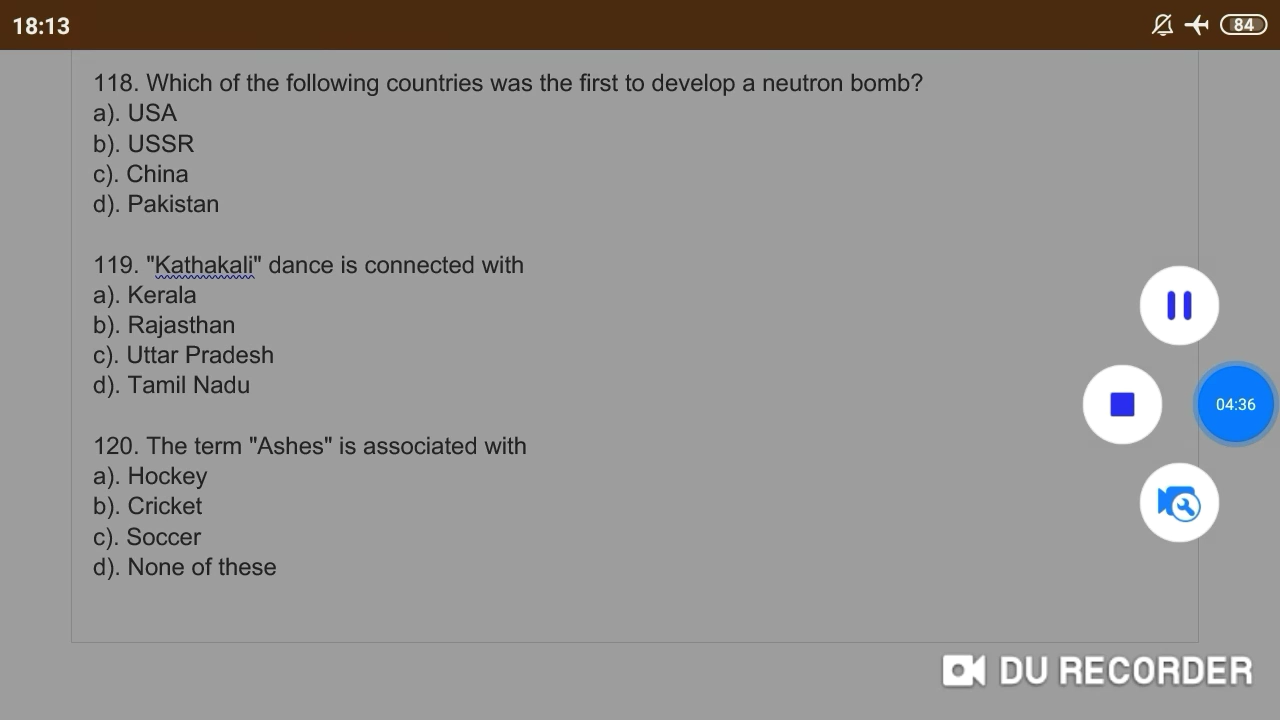 18:13
84
118. Which of the following countries was the first to develop a neutron bomb?
a). USA
b). USSR
c). China
d). Pakistan
119. "Kathakali" dance is connected with
a). Kerala
b). Rajasthan
c). Uttar Pradesh
d). Tamil Nadu
04:36
120. The term "Ashes" is associated with
a). Hockey
b). Cricket
c). Soccer
d). None of these
DU RECORDER